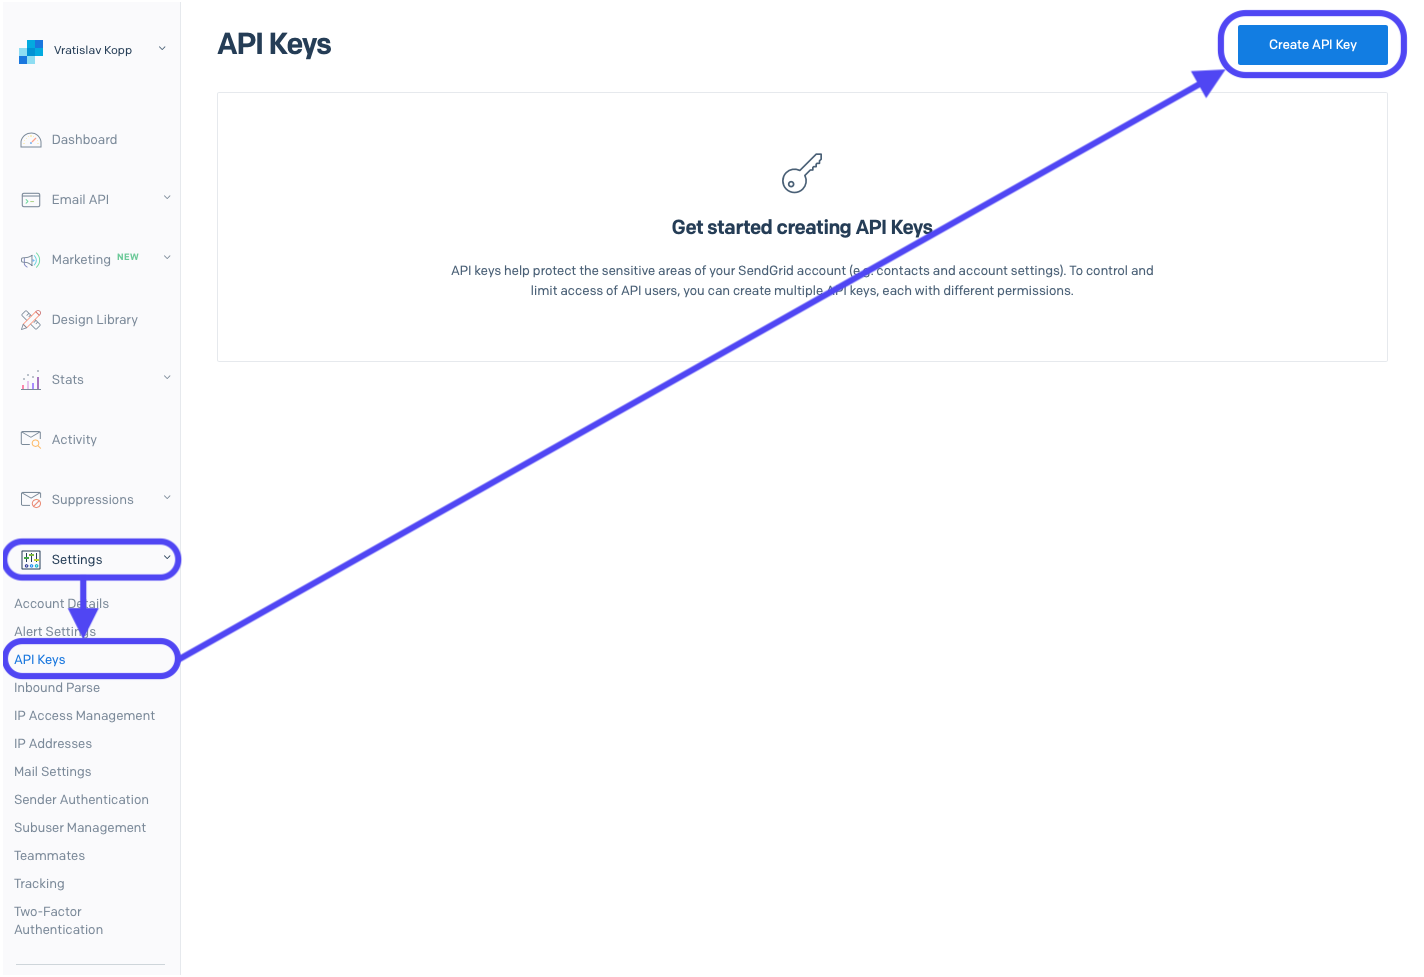 Vratislav Kopp
Dashboard
Email API
Marketing NEW
Design Library
Stats
Activity
Suppressions
Settings
Account Details
Alert Settings
API Keys
Inbound Parse
IP Access Management
IP Addresses
Mail Settings
Sender Authentication
Subuser Management
Teammates
Tracking
Two-Factor
Authentication
API Keys
Create API Key
Get started creating API Keys
API keys help protect the sensitive areas of your SendGrid account (e.g. contacts and account settings). To control and
limit access of API users, you can create multiple API keys, each with different permissions.